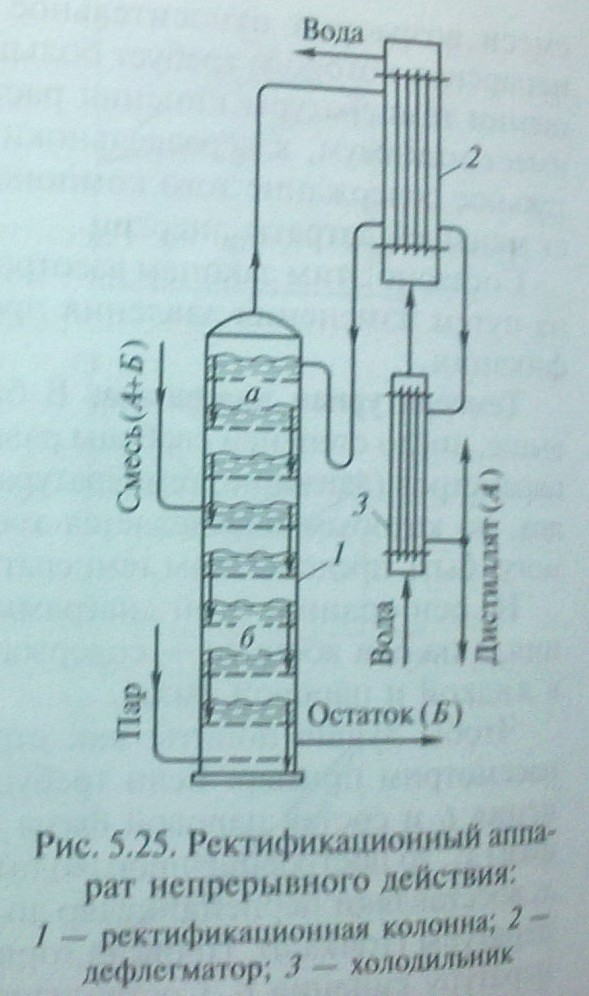 Вода
2
Смесь (А+Б)
а
3
1
б
Вода
Дистиллят (А)
Пар
Остаток (Б)
Рис. 5.25. Ректификационный аппа-
рат непрерывного действия:
1 — ректификационная колонна; 2 —
дефлегматор; 3 — холодильник